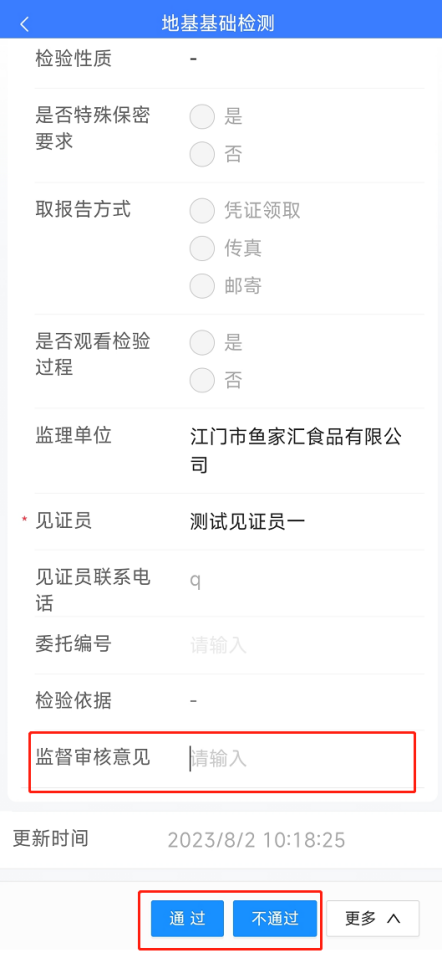 地基基础检测
检验性质
-
是否特殊保密
要求
是
否
取报告方式
凭证领取
传真
邮寄
是否观看检验
过程
是
否
监理单位
江门市鱼家汇食品有限公
司
* 见证员
测试见证员一
见证员联系电
话
q
委托编号
请输入
检验依据
-
监督审核意见
请输入
更新时间
2023/8/2 10:18:25
通过
不通过
更多